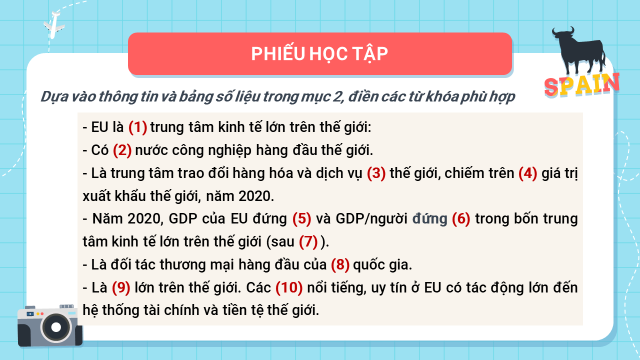 PHIẾU HỌC TẬP
SPAIN
Dựa vào thông tin và bảng số liệu trong mục 2, điền các từ khóa phù hợp
- EU là (1) trung tâm kinh tế lớn trên thế giới:
- Có (2) nước công nghiệp hàng đầu thế giới.
- Là trung tâm trao đổi hàng hóa và dịch vụ (3) thế giới, chiếm trên (4) giá trị
xuất khẩu thế giới, năm 2020.
- Năm 2020, GDP của EU đứng (5) và GDP/người đứng (6) trong bốn trung
tâm kinh tế lớn trên thế giới (sau (7) ).
- Là đối tác thương mại hàng đầu của (8) quốc gia.
- Là (9) lớn trên thế giới. Các (10) nổi tiếng, uy tín ở EU có tác động lớn đến
hệ thống tài chính và tiền tệ thế giới.